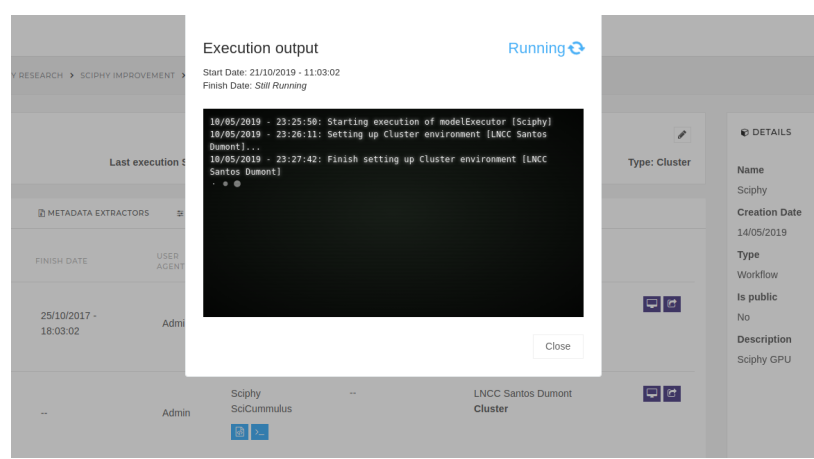 Execution output
Running
Start Date: 21/10/2019 - 11:03:02
Finish Date: Still Running
10/05/2019 - 23:25:50: Starting execution of modelExecutor [Sciphy]
10/05/2019 - 23:26:11: Setting up Cluster environment [LNCC Santos
Dumont]...
10/05/2019 - 23:27:42: Finish setting up Cluster environment [LNCC
Santos Dumont]
Close
Y RESEARCH > SCIPHY IMPROVEMENT >
Last execution S
Type: Cluster
METADATA EXTRACTORS
FINISH DATE
USER
AGENT
25/10/2017 -
18:03:02
Admi
--
Admin
Sciphy
SciCummulus
--
LNCC Santos Dumont
Cluster
DETAILS
Name
Sciphy
Creation Date
14/05/2019
Type
Workflow
Is public
No
Description
Sciphy GPU